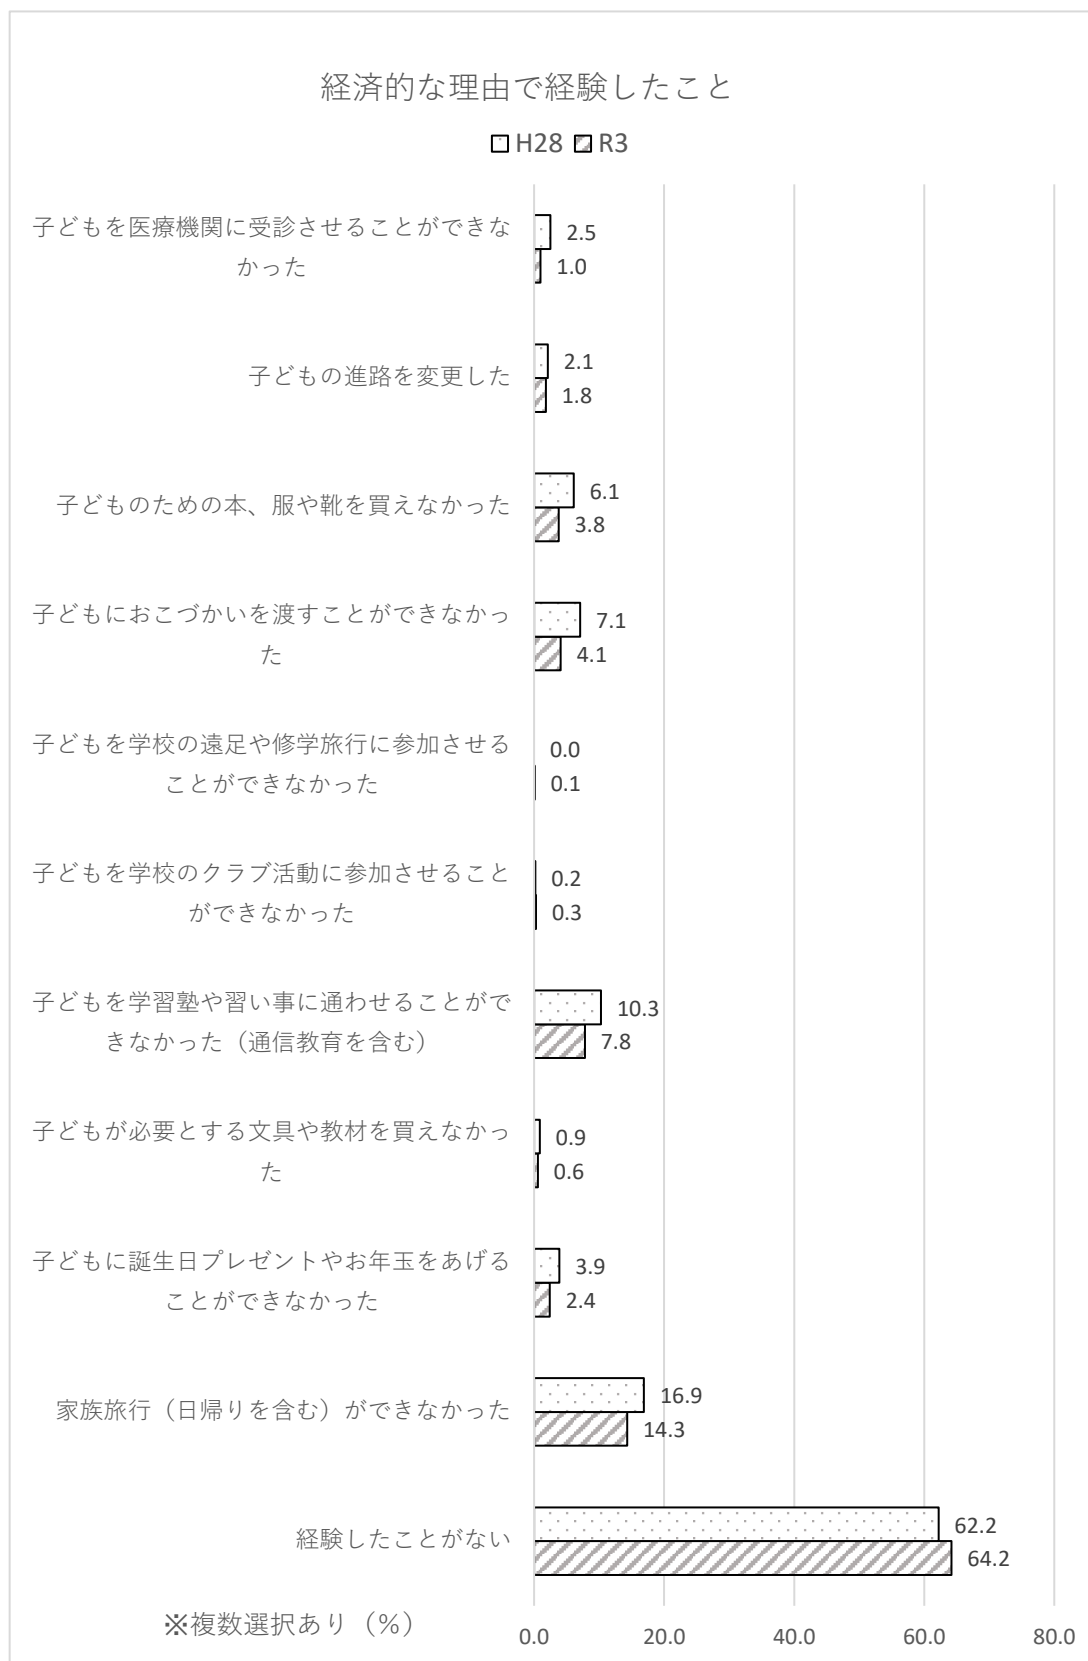 経済的な理由で経験したこと
H28 R3
子どもを医療機関に受診させることができな
かった
2.5
1.0
子どもの進路を変更した
2.1
1.8
子どものための本、服や靴を買えなかった
6.1
3.8
子どもにおこづかいを渡すことができなかっ
た
7.1
4.1
子どもを学校の遠足や修学旅行に参加させる
ことができなかった
0.0
0.1
子どもを学校のクラブ活動に参加させること
ができなかった
0.2
0.3
子どもを学習塾や習い事に通わせることがで
きなかった（通信教育を含む）
10.3
7.8
子どもが必要とする文具や教材を買えなかっ
た
0.9
0.6
子どもに誕生日プレゼントやお年玉をあげる
ことができなかった
3.9
2.4
家族旅行（日帰りを含む）ができなかった
16.9
14.3
経験したことがない
62.2
64.2
※複数選択あり（%）
0.0 20.0 40.0 60.0 80.0